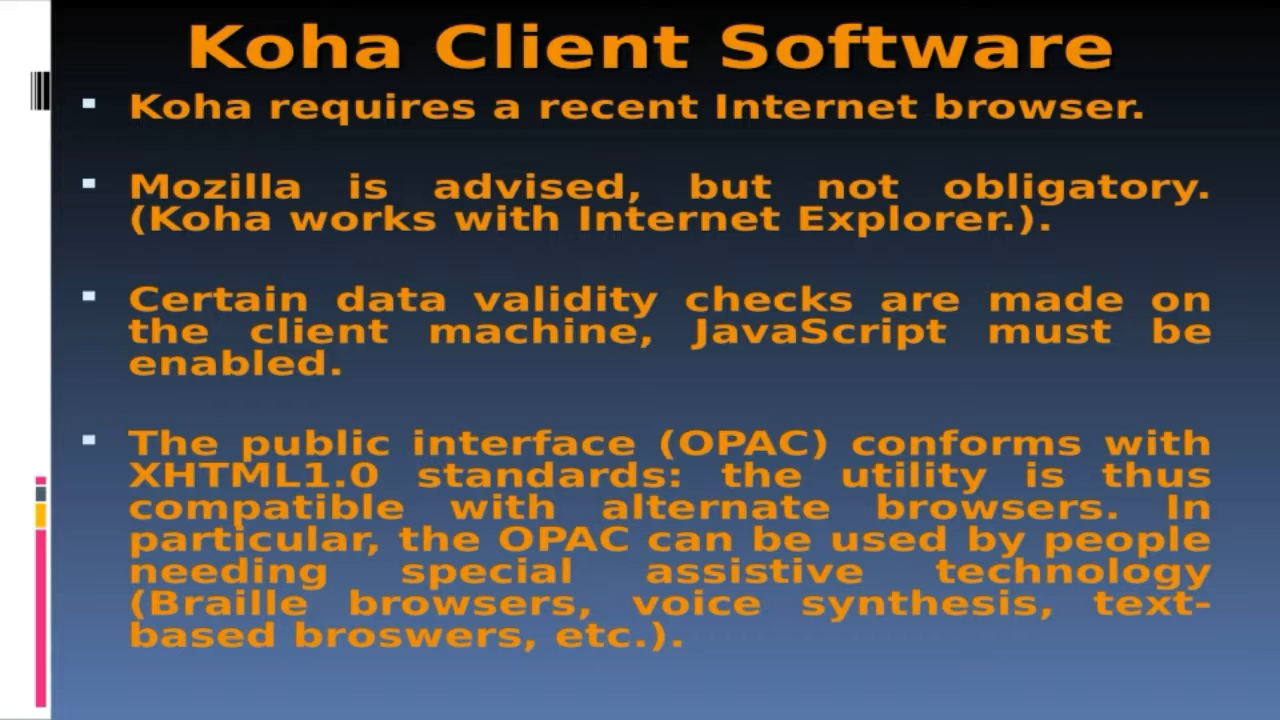 Koha Client Software
Koha requires a recent Internet browser.
Mozilla is advised, but not obligatory.
(Koha works with Internet Explorer.).
Certain data validity checks are made on
the client machine, JavaScript must be
enabled.
The public interface (OPAC) conforms with
XHTML1.0 standards: the utility is thus
compatible with alternate browsers. In
particular, the OPAC can be used by people
needing special assistive technology
(Braille browsers, voice synthesis, text-
based broswers, etc.).